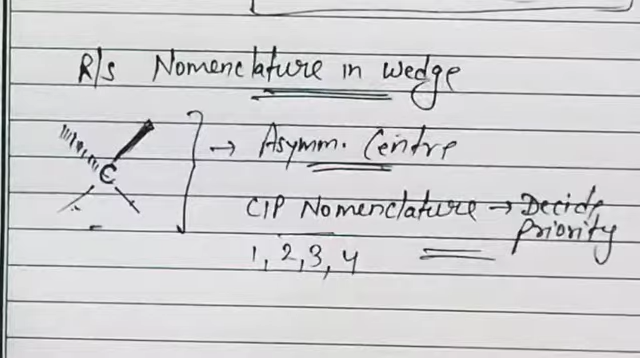 R/S Nomenclature in wedge
C
→ Asymm. Centre
CIP Nomenclature → Decide
priority
1, 2, 3, 4